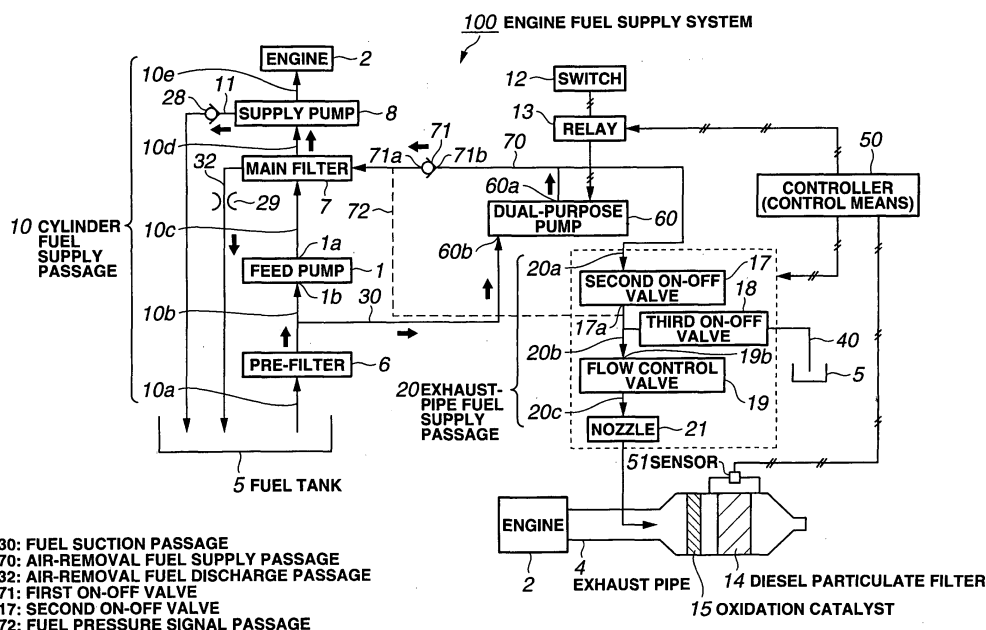 100 ENGINE FUEL SUPPLY SYSTEM
ENGINE 2
10e
12 SWITCH
28 11
SUPPLY PUMP 8
13 RELAY
10d
71
71a 71b 70
50
32
MAIN FILTER
7
29
60a
72
CONTROLLER
(CONTROL MEANS)
10 CYLINDER
FUEL
SUPPLY
PASSAGE
10c
DUAL-PURPOSE
PUMP 60
60b
1a
FEED PUMP 1
1b
20a
SECOND ON-OFF
VALVE
17
18
10b
30
17a
THIRD ON-OFF
VALVE
40
20b
19b
PRE-FILTER 6
FLOW CONTROL
VALVE
19
5
10a
20 EXHAUST-
PIPE FUEL
SUPPLY
PASSAGE
20c
NOZZLE 21
51 SENSOR
5 FUEL TANK
ENGINE
2
4
EXHAUST PIPE
14 DIESEL PARTICULATE FILTER
15 OXIDATION CATALYST
30: FUEL SUCTION PASSAGE
70: AIR-REMOVAL FUEL SUPPLY PASSAGE
32: AIR-REMOVAL FUEL DISCHARGE PASSAGE
71: FIRST ON-OFF VALVE
17: SECOND ON-OFF VALVE
72: FUEL PRESSURE SIGNAL PASSAGE